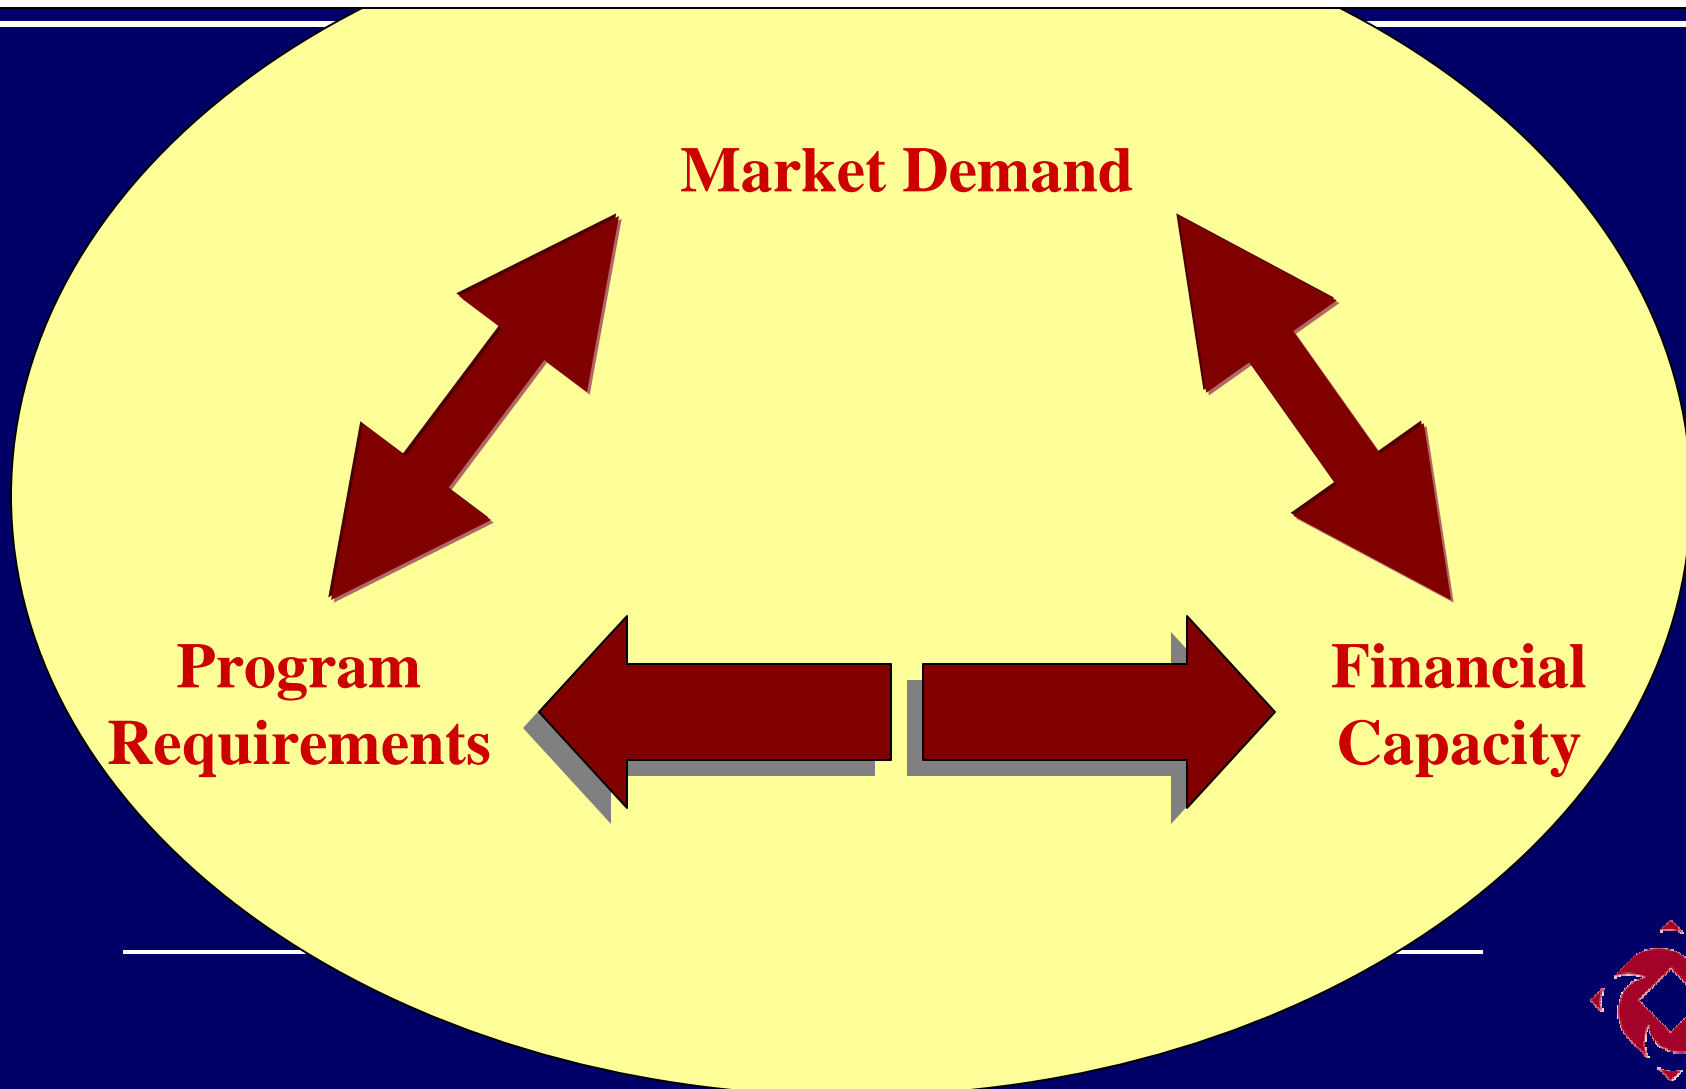 Market Demand
Program
Requirements
Financial
Capacity